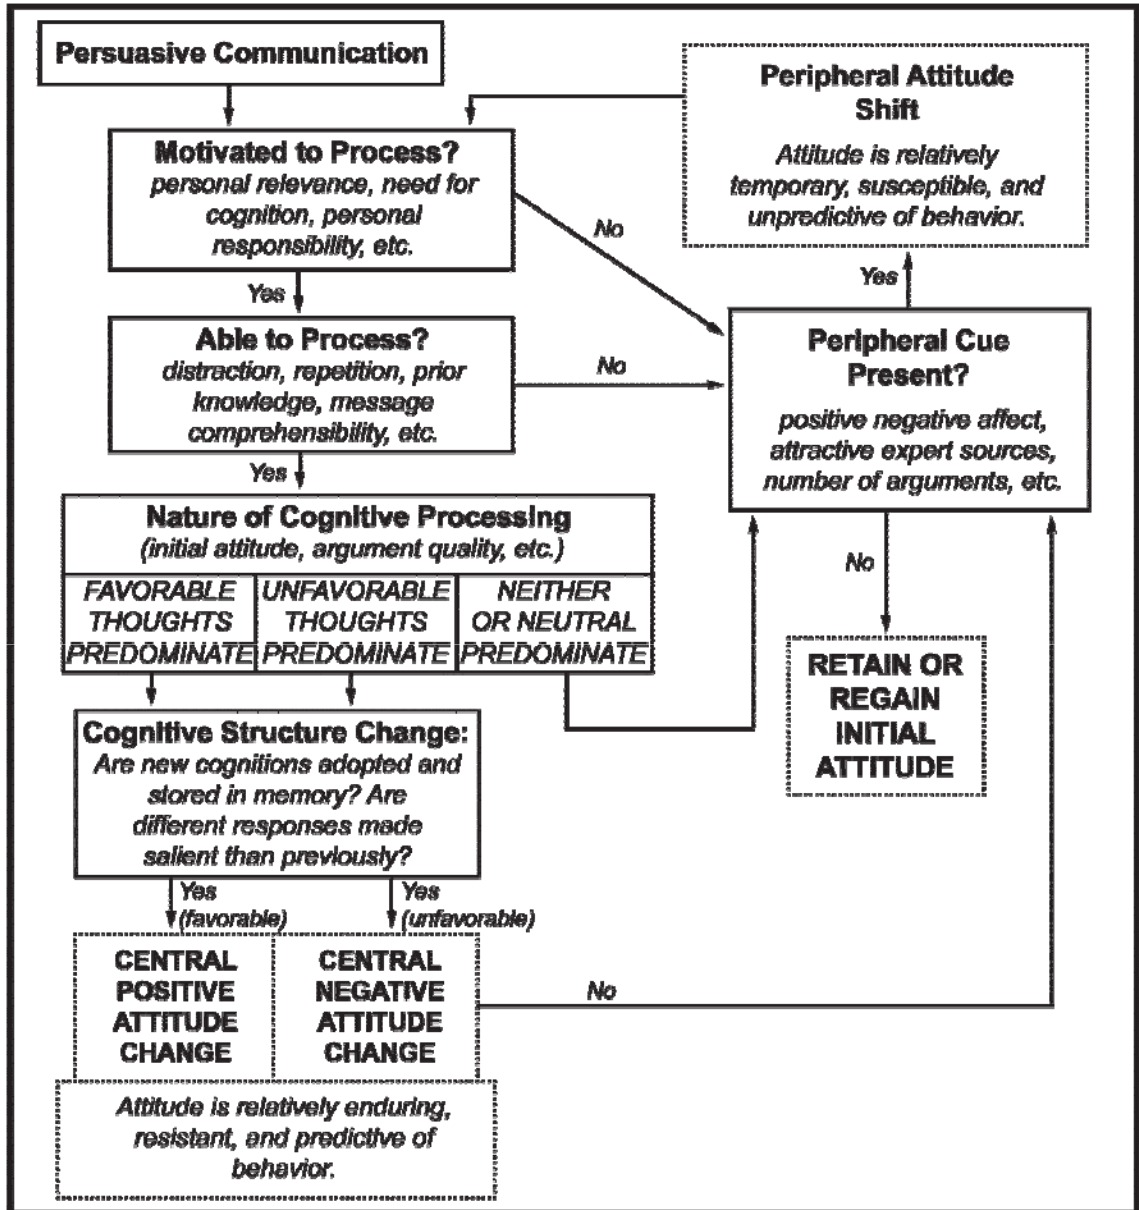 Persuasive Communication
Peripheral Attitude
Shift
Attitude is relatively
temporary, susceptible, and
unpredictive of behavior.
Motivated to Process?
personal relevance, need for
cognition, personal
responsibility, etc.
No
Yes
Yes
Able to Process?
distraction, repetition, prior
knowledge, message
comprehensibility, etc.
No
Peripheral Cue
Present?
positive negative affect,
attractive expert sources,
number of arguments, etc.
Yes
Nature of Cognitive Processing
(initial attitude, argument quality, etc.)
FAVORABLE
THOUGHTS
PREDOMINATE
UNFAVORABLE
THOUGHTS
PREDOMINATE
NEITHER
OR NEUTRAL
PREDOMINATE
No
RETAIN OR
REGAIN
INITIAL
ATTITUDE
Cognitive Structure Change:
Are new cognitions adopted and
stored in memory? Are
different responses made
salient than previously?
Yes
(favorable)
Yes
(unfavorable)
CENTRAL
POSITIVE
ATTITUDE
CHANGE
CENTRAL
NEGATIVE
ATTITUDE
CHANGE
No
Attitude is relatively enduring,
resistant, and predictive of
behavior.